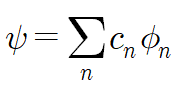 ψ = ∑ₙ cₙ ϕₙ